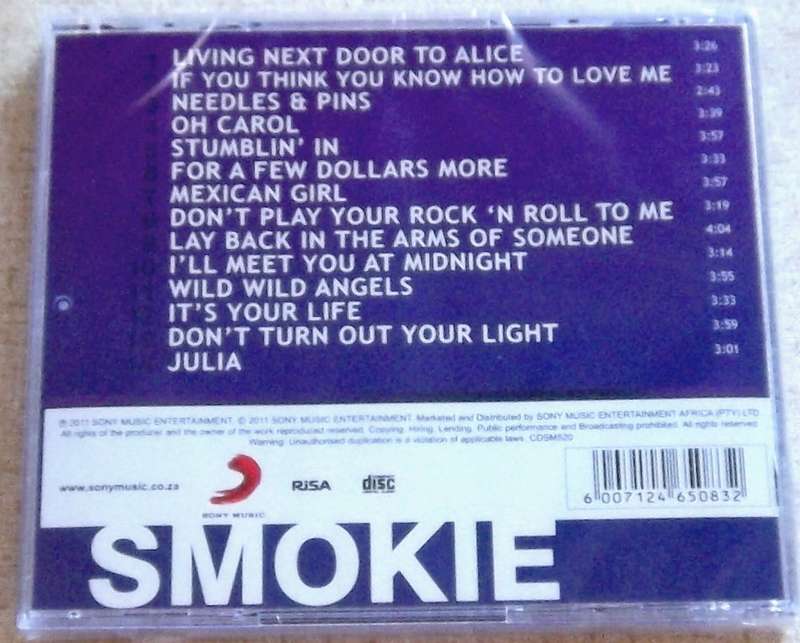 LIVING NEXT DOOR TO ALICE 3:26
IF YOU THINK YOU KNOW HOW TO LOVE ME 3:23
NEEDLES & PINS 2:43
OH CAROL 3:39
STUMBLIN' IN 3:57
FOR A FEW DOLLARS MORE 3:33
MEXICAN GIRL 3:57
DON'T PLAY YOUR ROCK 'N ROLL TO ME 3:19
LAY BACK IN THE ARMS OF SOMEONE 4:04
I'LL MEET YOU AT MIDNIGHT 3:14
WILD WILD ANGELS 3:55
IT'S YOUR LIFE 3:33
DON'T TURN OUT YOUR LIGHT 3:59
JULIA 3:01
℗ 2011 SONY MUSIC ENTERTAINMENT. © 2011 SONY MUSIC ENTERTAINMENT. Marketed and Distributed by SONY MUSIC ENTERTAINMENT AFRICA (PTY) LTD.
All rights of the producer and the owner of the work reproduced reserved. Copying, Hiring, Lending, Public performance and Broadcasting prohibited. All rights reserved.
Warning: Unauthorised duplication is a violation of applicable laws. CDSM520
www.sonymusic.co.za
SONY MUSIC
RiSA
disc
6 007124 650832
SMOKIE